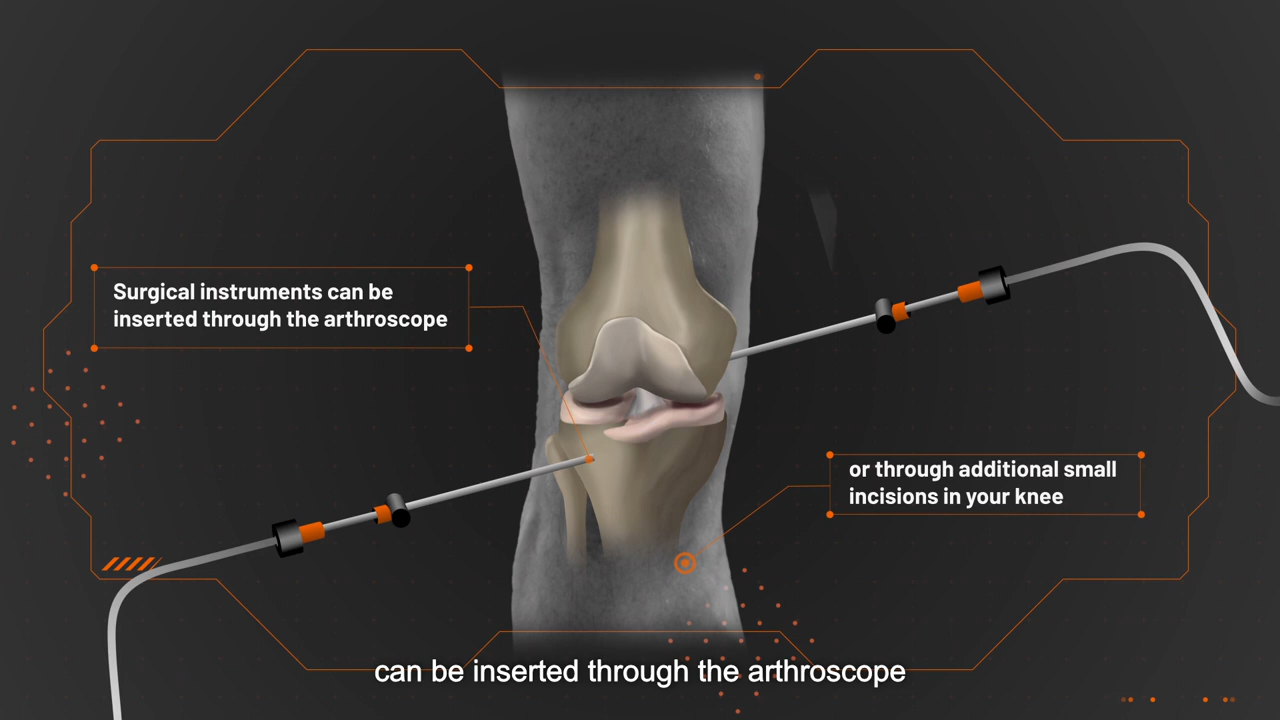 Surgical instruments can be
inserted through the arthroscope
or through additional small
incisions in your knee
can be inserted through the arthroscope